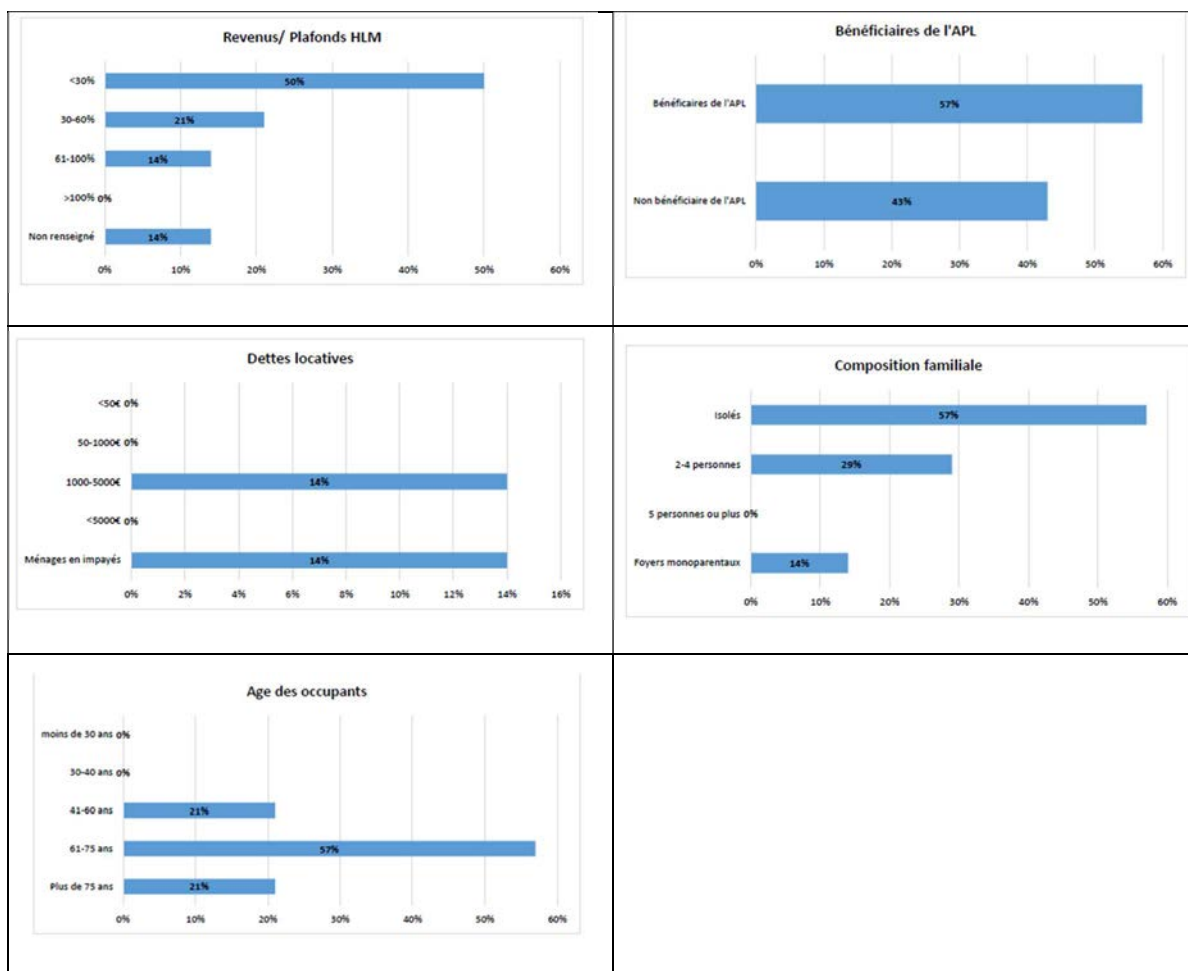 Revenus/ Plafonds HLM
<30% 50%
30-60% 21%
61-100% 14%
>100% 0%
Non renseigné 14%
0% 10% 20% 30% 40% 50% 60%
Bénéficiaires de l'APL
Bénéficaires de l'APL 57%
Non bénéficiaire de l'APL 43%
0% 10% 20% 30% 40% 50% 60%
Dettes locatives
<50€ 0%
50-1000€ 0%
1000-5000€ 14%
<5000€ 0%
Ménages en impayés 14%
0% 2% 4% 6% 8% 10% 12% 14% 16%
Composition familiale
Isolés 57%
2-4 personnes 29%
5 personnes ou plus 0%
Foyers monoparentaux 14%
0% 10% 20% 30% 40% 50% 60%
Age des occupants
moins de 30 ans 0%
30-40 ans 0%
41-60 ans 21%
61-75 ans 57%
Plus de 75 ans 21%
0% 10% 20% 30% 40% 50% 60%